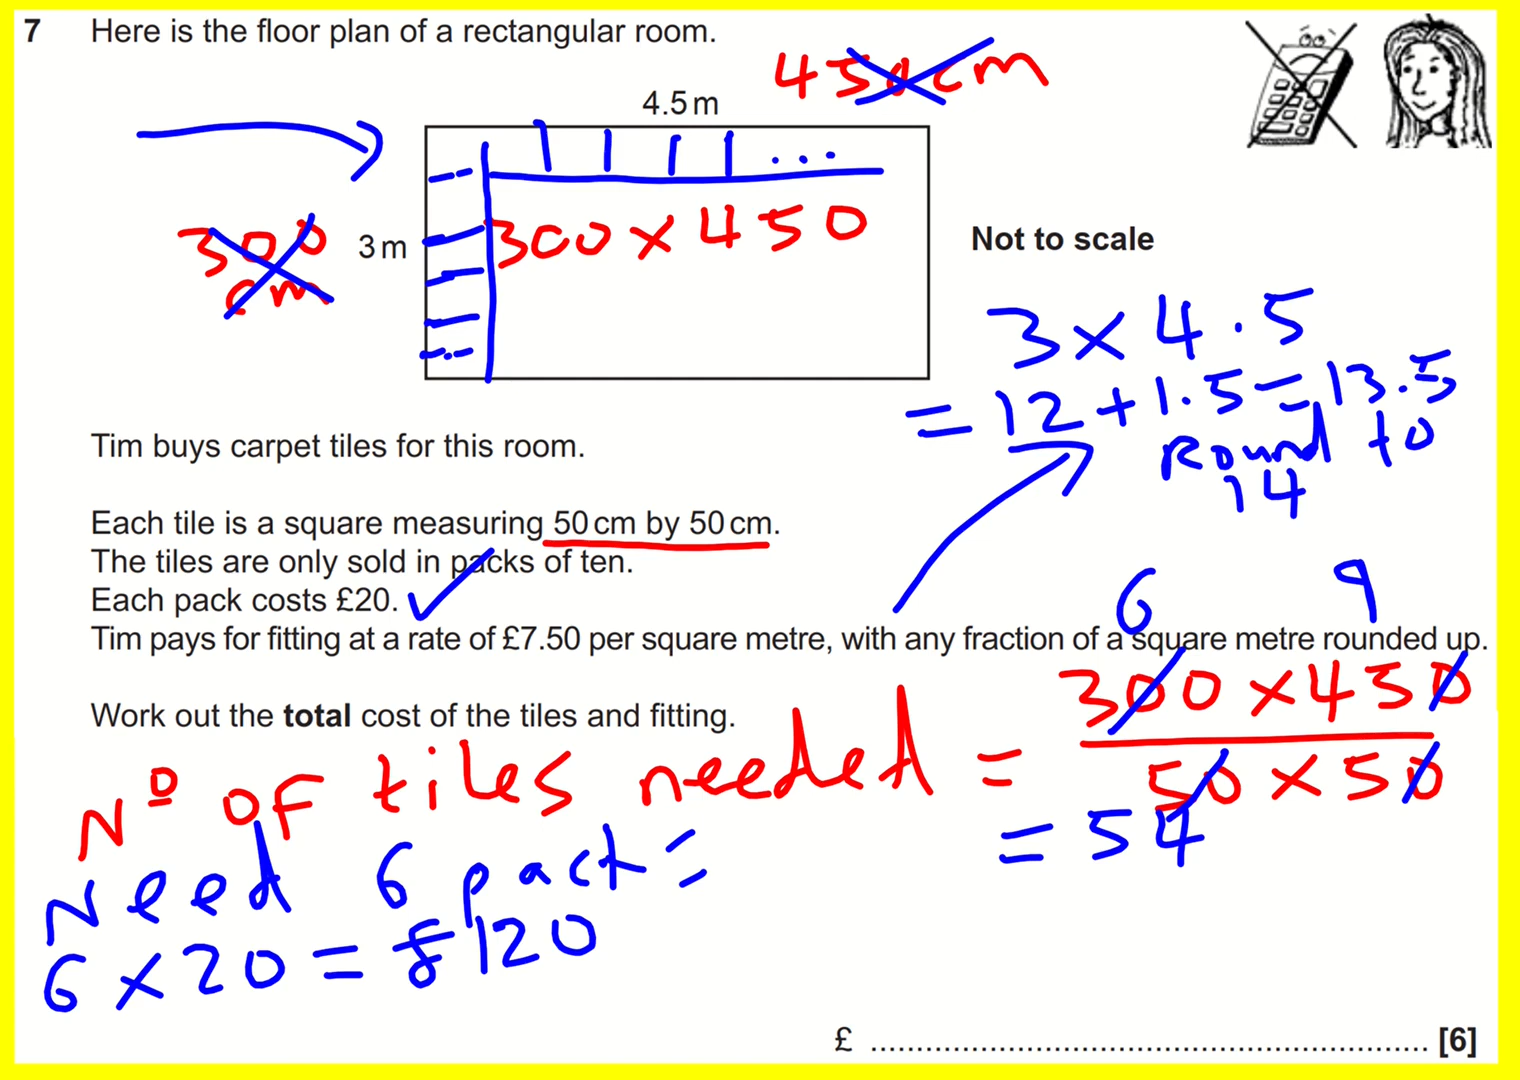 7 Here is the floor plan of a rectangular room.
450cm
4.5 m
300
cm
3 m
300 × 450
Not to scale
3 × 4.5
= 12 + 1.5 = 13.5
Round to
14
Tim buys carpet tiles for this room.
Each tile is a square measuring 50 cm by 50 cm.
The tiles are only sold in packs of ten.
Each pack costs £20.
Tim pays for fitting at a rate of £7.50 per square metre, with any fraction of a square metre rounded up.
6 9
Work out the total cost of the tiles and fitting.
Nº of tiles needed = 300 × 450
50 × 50
= 54
Need 6 packs
6 × 20 = £120
£ ........................................................ [6]